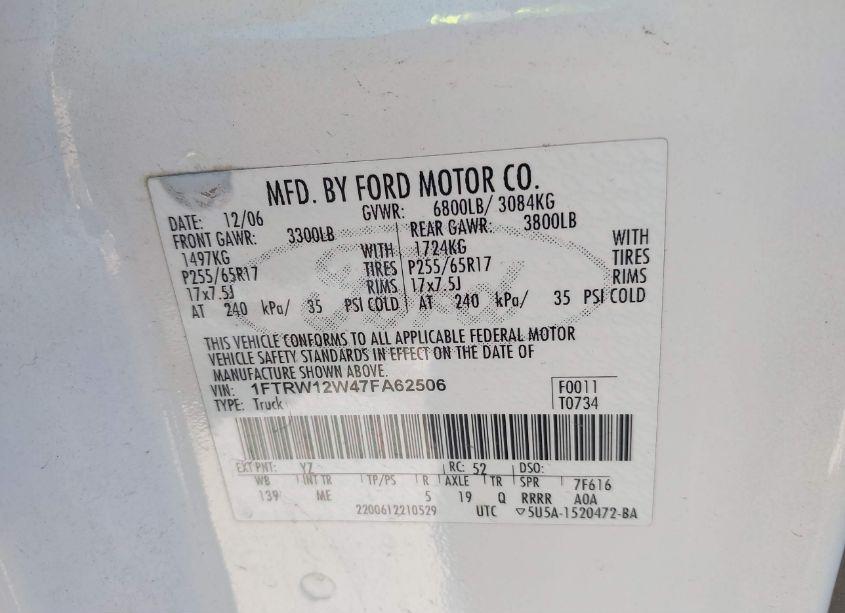 MFD. BY FORD MOTOR CO.
DATE: 12/06 GVWR: 6800LB/ 3084KG
FRONT GAWR: 3300LB REAR GAWR: 3800LB
1497KG WITH 1724KG WITH
P255/65R17 TIRES P255/65R17 TIRES
17x7.5J RIMS 17x7.5J RIMS
AT 240 kPa/ 35 PSI COLD AT 240 kPa/ 35 PSI COLD
THIS VEHICLE CONFORMS TO ALL APPLICABLE FEDERAL MOTOR
VEHICLE SAFETY STANDARDS IN EFFECT ON THE DATE OF
MANUFACTURE SHOWN ABOVE.
VIN: 1FTRW12W47FA62506 F0011
TYPE: Truck T0734
EXT PNT: YZ RC: 52 DSO:
WB INT TR TP/PS R AXLE TR SPR 7F616
139 ME 5 19 Q RRRR A0A
2200612210529 UTC ▽5U5A-1520472-BA
Ford